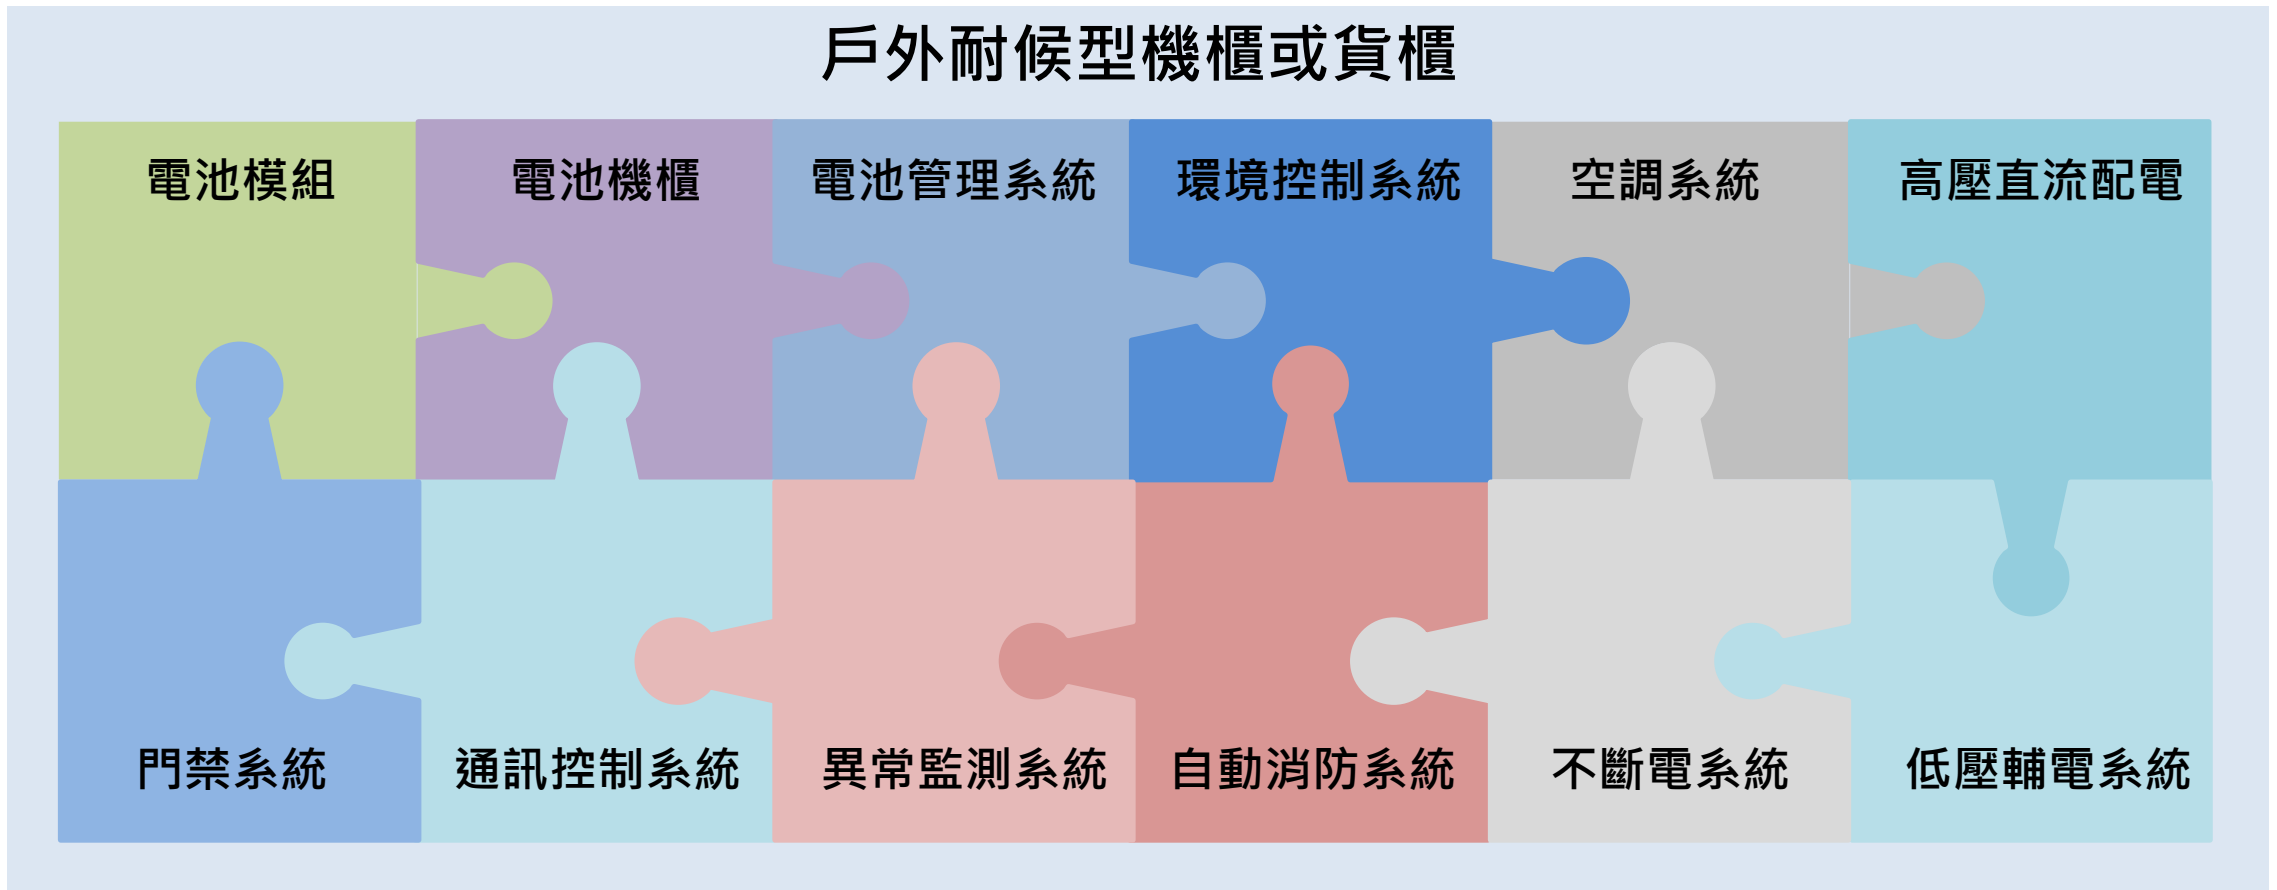 戶外耐候型機櫃或貨櫃
電池模組
電池機櫃
電池管理系統
環境控制系統
空調系統
高壓直流配電
門禁系統
通訊控制系統
異常監測系統
自動消防系統
不斷電系統
低壓輔電系統